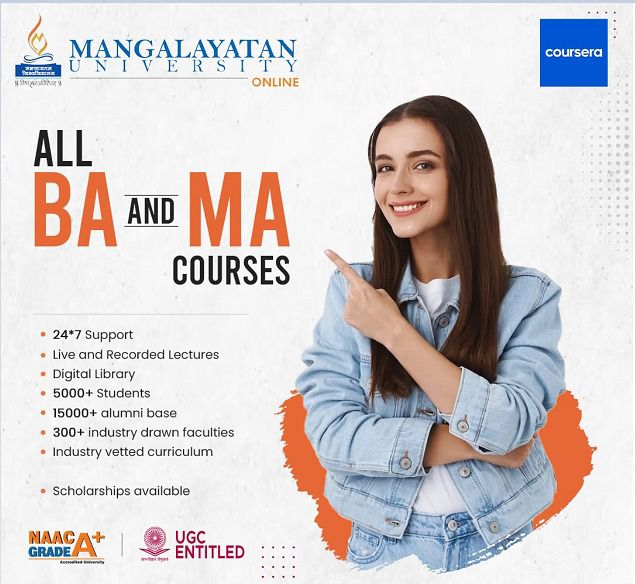 MANGALAYATAN
UNIVERSITY
ONLINE
coursera
ALL
BA AND MA
COURSES
24*7 Support
Live and Recorded Lectures
Digital Library
5000+ Students
15000+ alumni base
300+ industry drawn faculties
Industry vetted curriculum
Scholarships available
NAAC
GRADE A+
Accredited University
UGC
ENTITLED